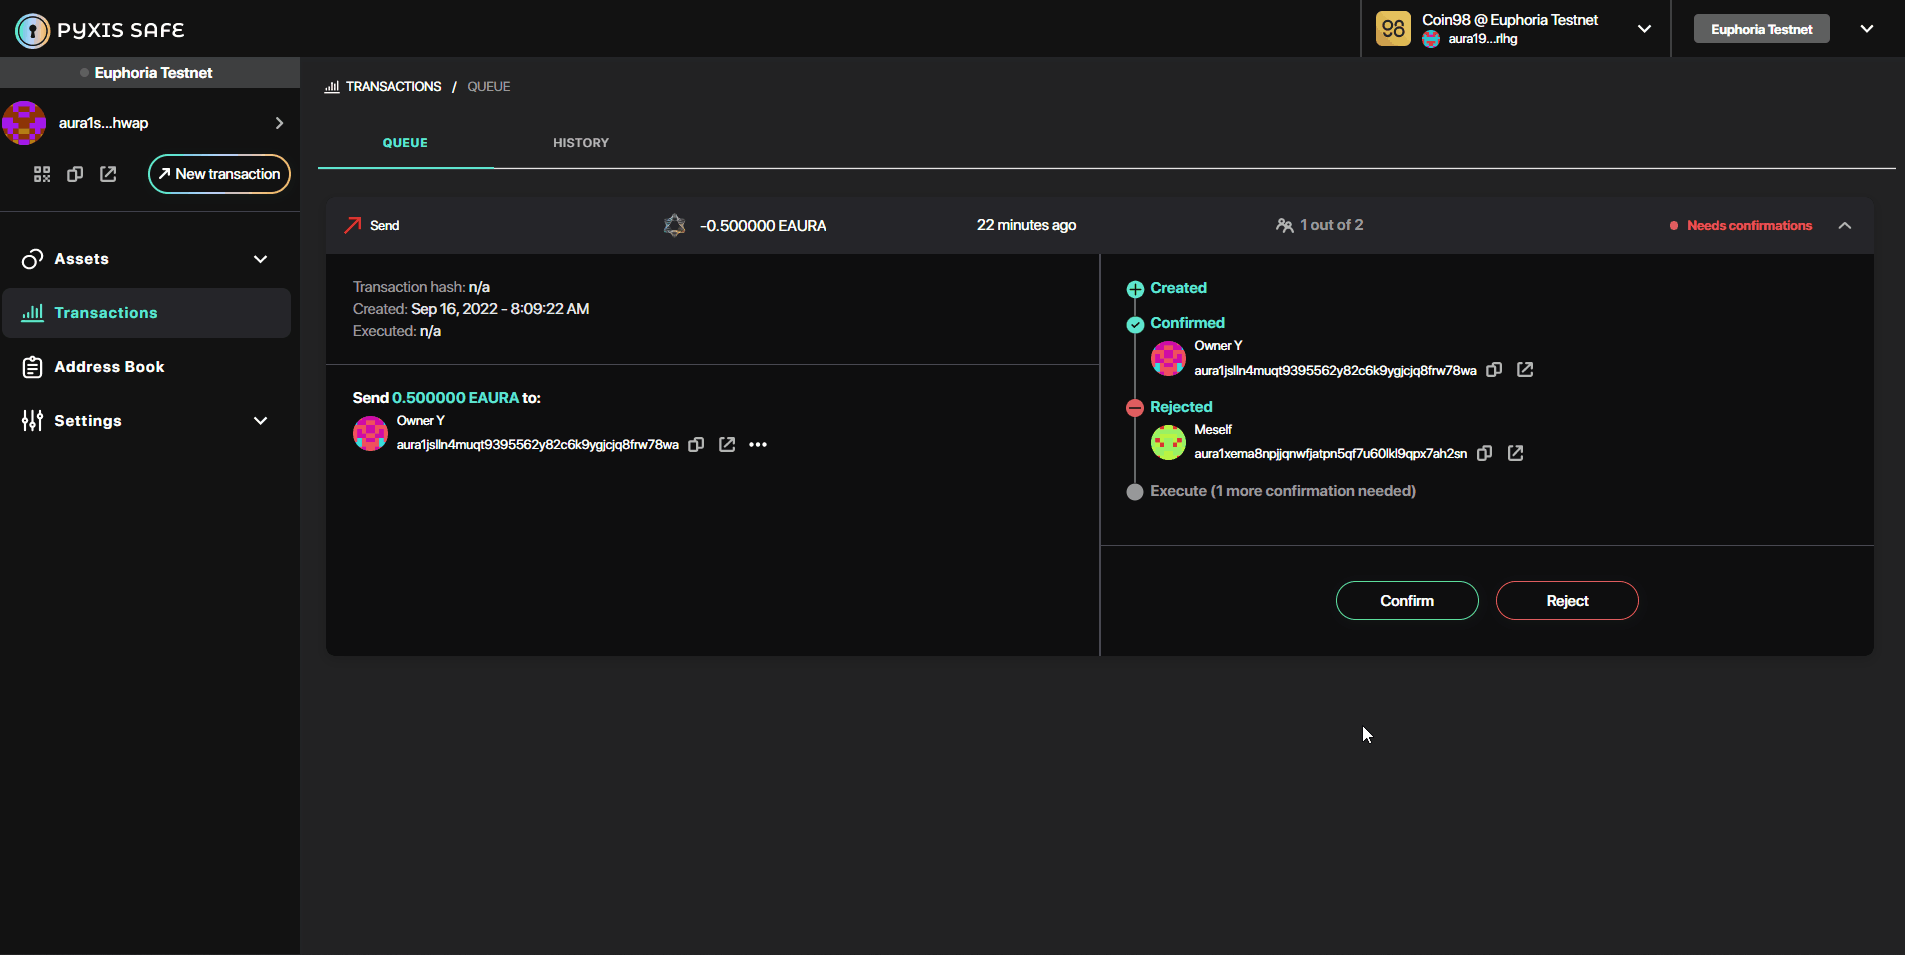 PYXIS SAFE
Coin98 @ Euphoria Testnet
aura19...rlhg
Euphoria Testnet
Euphoria Testnet
aura1s...hwap
New transaction
Assets
Transactions
Address Book
Settings
TRANSACTIONS / QUEUE
QUEUE HISTORY
Send -0.500000 EAURA 22 minutes ago 1 out of 2 Needs confirmations
Transaction hash: n/a
Created: Sep 16, 2022 - 8:09:22 AM
Executed: n/a
Send 0.500000 EAURA to:
Owner Y
aura1jslln4muqt9395562y82c6k9ygjcjq8frw78wa
Created
Confirmed
Owner Y
aura1jslln4muqt9395562y82c6k9ygjcjq8frw78wa
Rejected
Meself
aura1xema8npjjqnwfjatpn5qf7u60lkl9qpx7ah2sn
Execute (1 more confirmation needed)
Confirm Reject